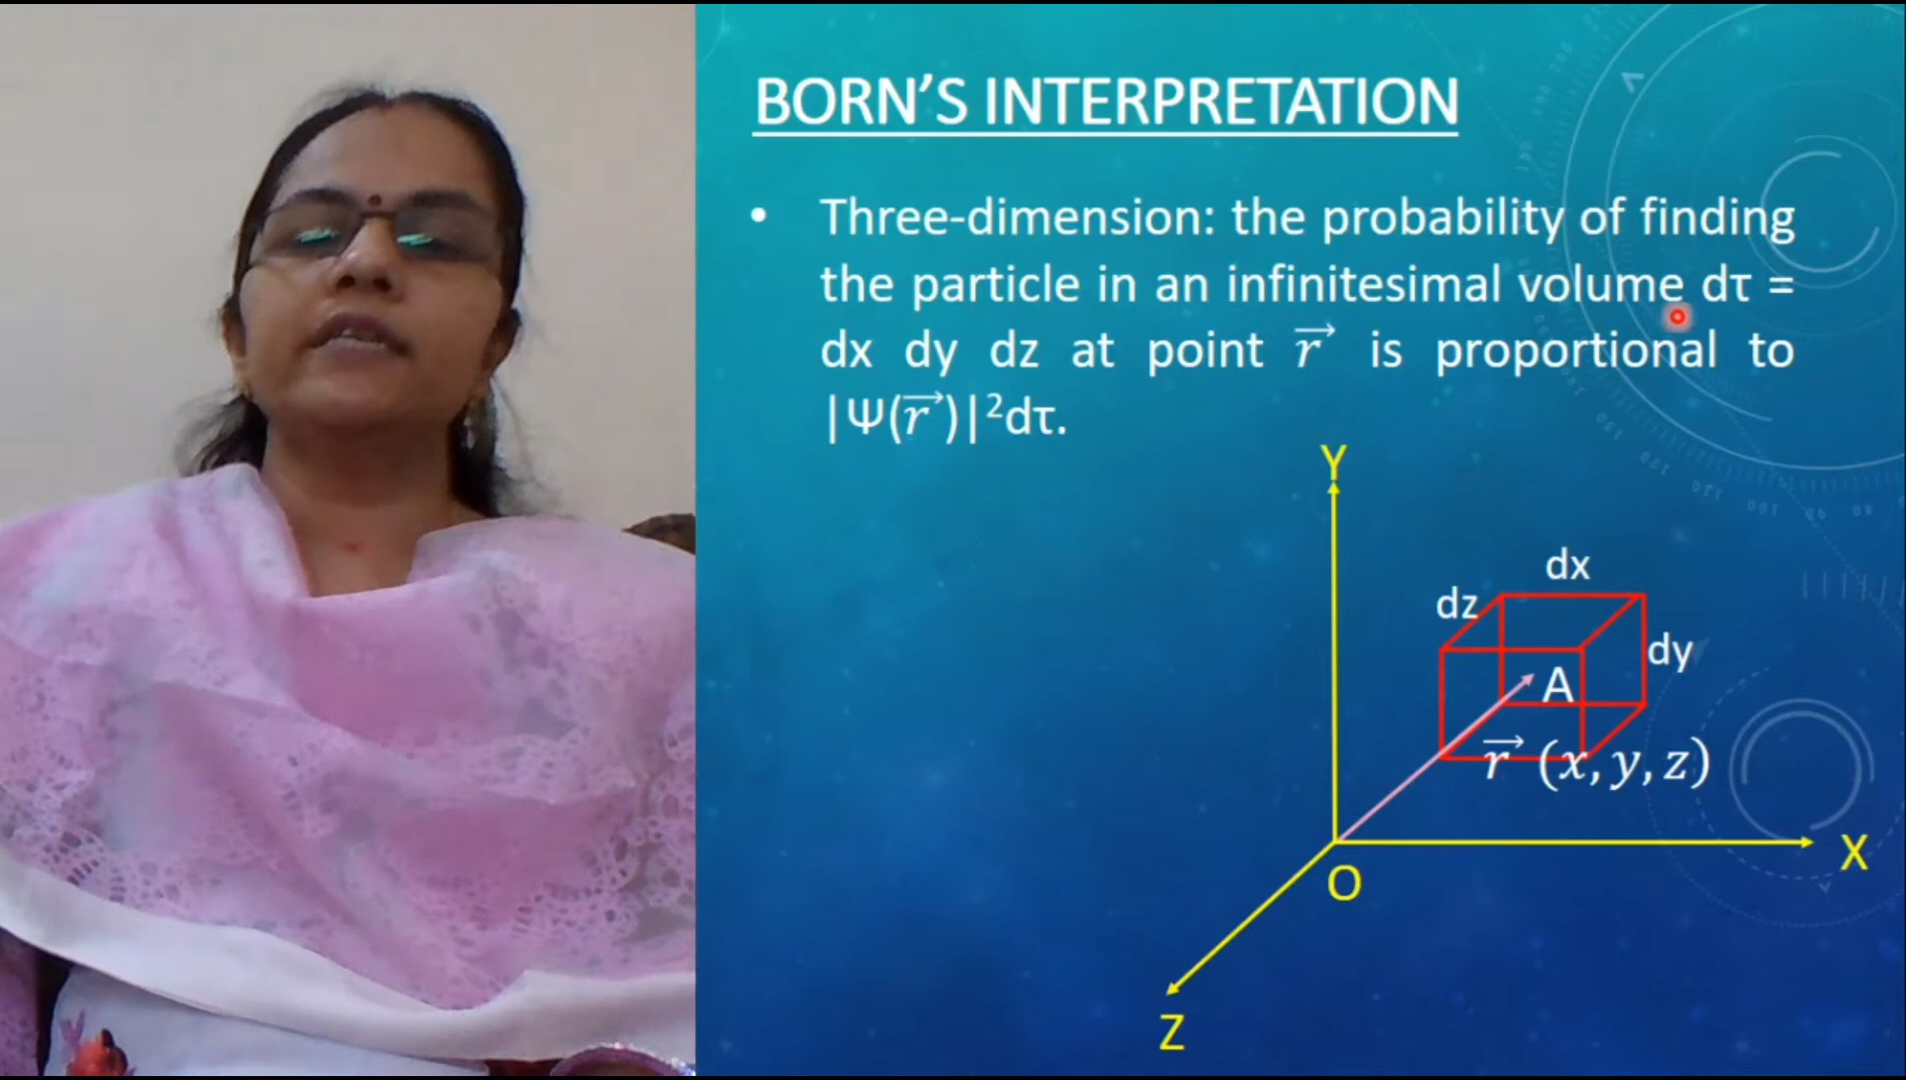 BORN’S INTERPRETATION
• Three-dimension: the probability of finding
the particle in an infinitesimal volume dτ =
dx dy dz at point r⃗ is proportional to
|Ψ(r⃗)|²dτ.
Y
dx
dz
dy
A
r⃗ (x, y, z)
X
O
Z